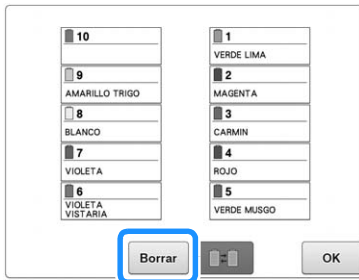 10
9
AMARILLO TRIGO
8
BLANCO
7
VIOLETA
6
VIOLETA
VISTARIA
1
VERDE LIMA
2
MAGENTA
3
CARMIN
4
ROJO
5
VERDE MUSGO
Borrar
OK